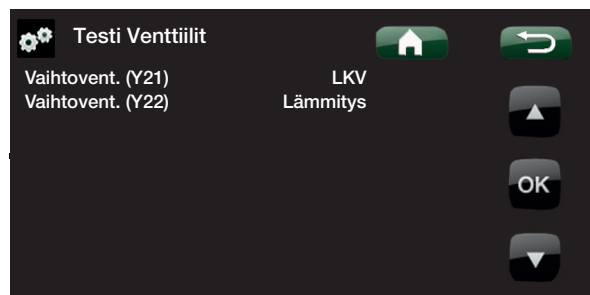 Testi Venttiilit
Vaihtovent. (Y21) LKV
Vaihtovent. (Y22) Lämmitys
OK